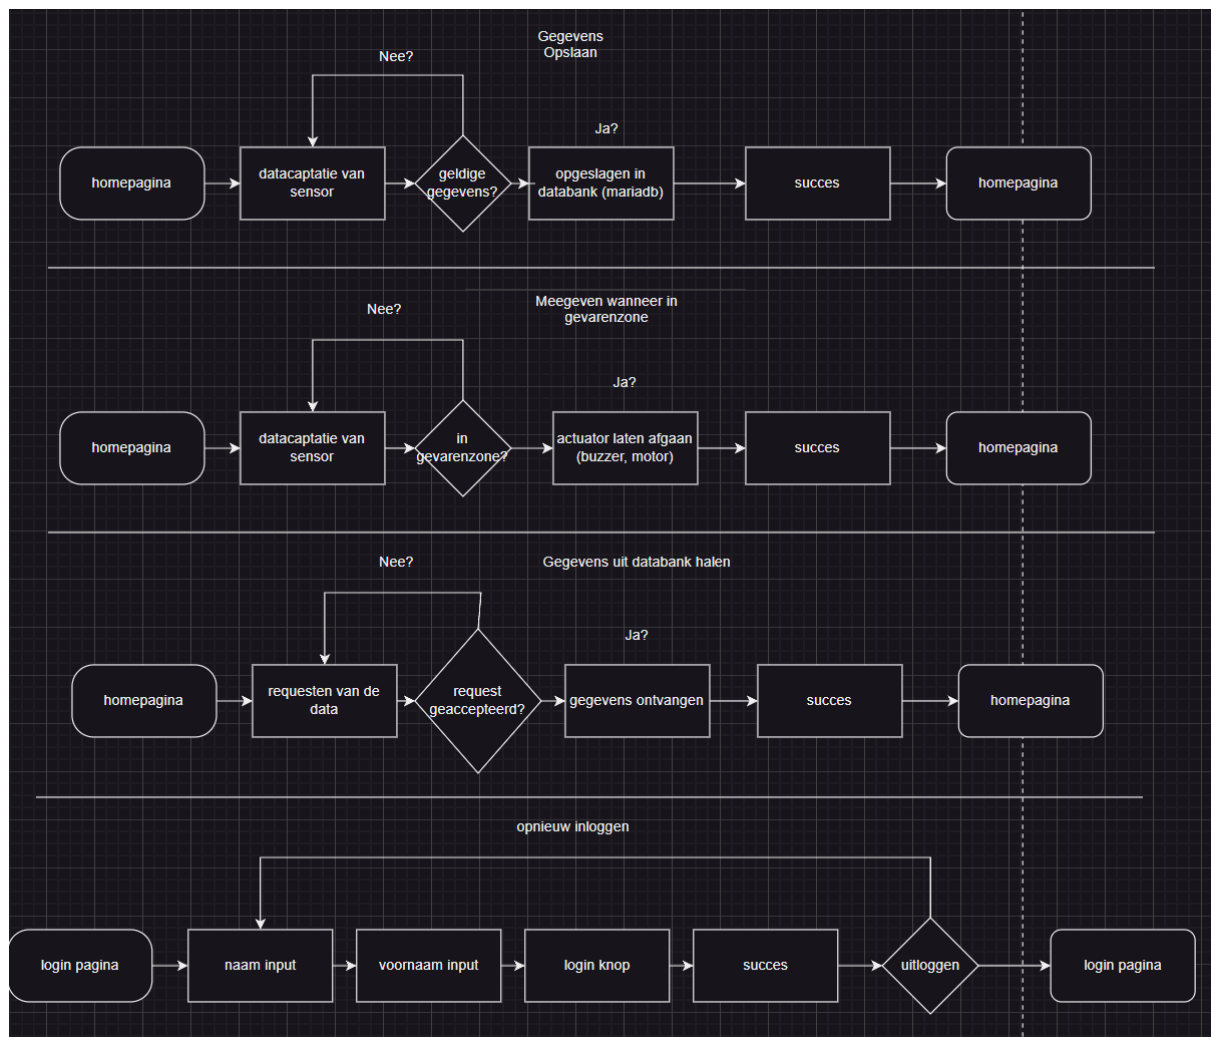 Gegevens
Opslaan
Nee?
Ja?
homepagina
datacaptatie van
sensor
geldige
gegevens?
opgeslagen in
databank (mariadb)
succes
homepagina
Meegeven wanneer in
gevarenzone
Nee?
Ja?
homepagina
datacaptatie van
sensor
in
gevarenzone?
actuator laten afgaan
(buzzer, motor)
succes
homepagina
Nee?
Gegevens uit databank halen
Ja?
homepagina
requesten van de
data
request
geaccepteerd?
gegevens ontvangen
succes
homepagina
opnieuw inloggen
login pagina
naam input
voornaam input
login knop
succes
uitloggen
login pagina